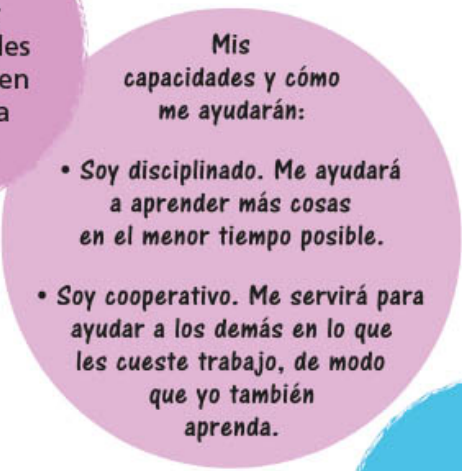 les
en
a
Mis
capacidades y cómo
me ayudarán:
• Soy disciplinado. Me ayudará
a aprender más cosas
en el menor tiempo posible.
• Soy cooperativo. Me servirá para
ayudar a los demás en lo que
les cueste trabajo, de modo
que yo también
aprenda.